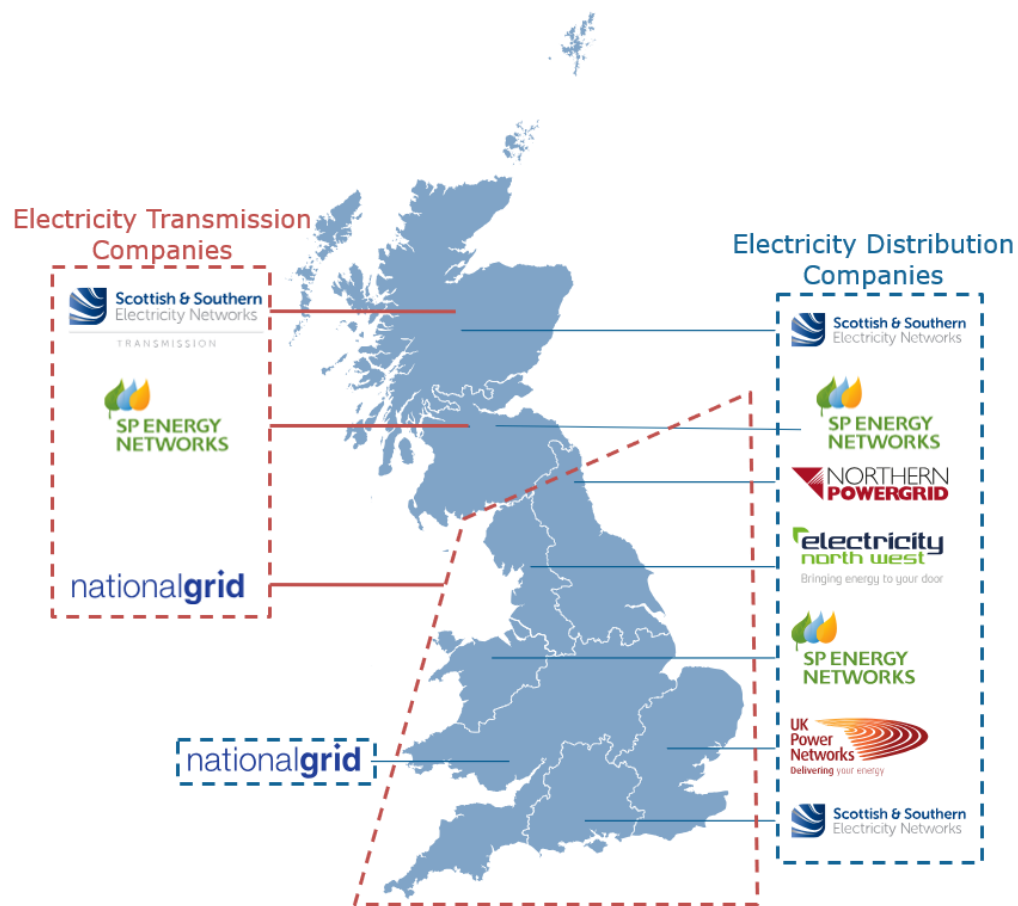 Electricity Transmission
Companies
Scottish & Southern
Electricity Networks
TRANSMISSION
SP ENERGY
NETWORKS
nationalgrid
nationalgrid
Electricity Distribution
Companies
Scottish & Southern
Electricity Networks
SP ENERGY
NETWORKS
NORTHERN
POWERGRID
electricity
north west
Bringing energy to your door
SP ENERGY
NETWORKS
UK
Power
Networks
Delivering your energy
Scottish & Southern
Electricity Networks